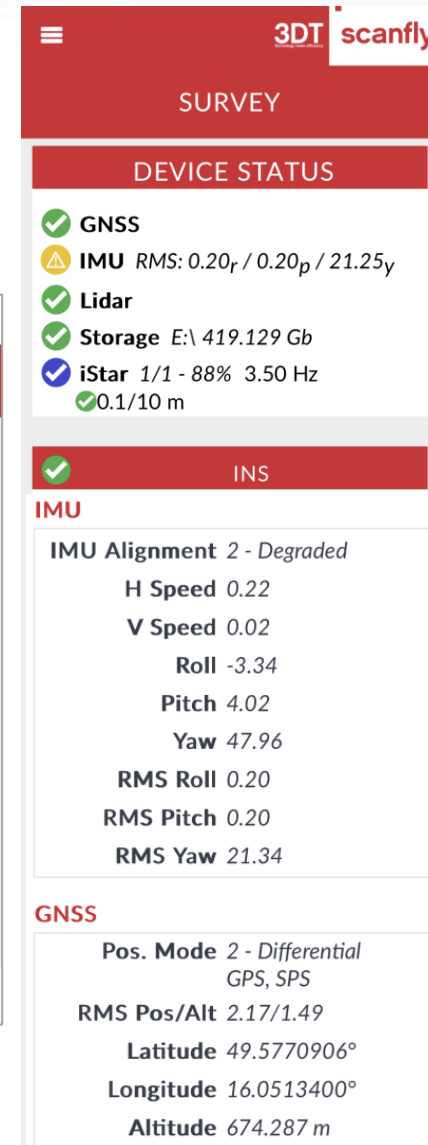 3DT scanfly
SURVEY
DEVICE STATUS
GNSS
IMU RMS: 0.20r / 0.20p / 21.25y
Lidar
Storage E:\ 419.129 Gb
iStar 1/1 - 88% 3.50 Hz
0.1/10 m
INS
IMU
IMU Alignment 2 - Degraded
H Speed 0.22
V Speed 0.02
Roll -3.34
Pitch 4.02
Yaw 47.96
RMS Roll 0.20
RMS Pitch 0.20
RMS Yaw 21.34
GNSS
Pos. Mode 2 - Differential
GPS, SPS
RMS Pos/Alt 2.17/1.49
Latitude 49.5770906°
Longitude 16.0513400°
Altitude 674.287 m